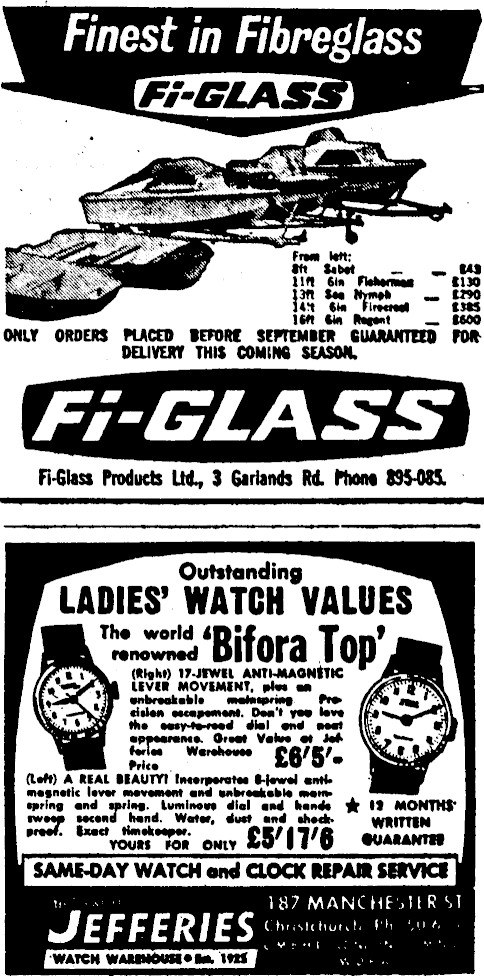 Finest in Fibreglass
Fi-GLASS
From left:
8ft Sabot — — £43
11ft 6in Fisherman £130
13ft Sea Nymph — £290
14ft 6in Firecrest £385
16ft 6in Regent — £600
ONLY ORDERS PLACED BEFORE SEPTEMBER GUARANTEED FOR
DELIVERY THIS COMING SEASON.
Fi-GLASS
Fi-Glass Products Ltd., 3 Garlands Rd. Phone 895-085.
Outstanding
LADIES' WATCH VALUES
The world
renowned 'Bifora Top'
(Right) 17-JEWEL ANTI-MAGNETIC
LEVER MOVEMENT, plus an
unbreakable mainspring. Pre-
cision escapement. Don't you love
the easy-to-read dial and neat
appearance. Great Value at Jef-
feries Warehouse
Price £6/5/-
(Left) A REAL BEAUTY! Incorporates 8-jewel anti-
magnetic lever movement and unbreakable main-
spring and spring. Luminous dial and hands
sweep second hand. Water, dust and shock-
proof. Exact timekeeper.
YOURS FOR ONLY £5/17/6
★ 12 MONTHS'
WRITTEN
GUARANTEE
SAME-DAY WATCH and CLOCK REPAIR SERVICE
JEFFERIES
WATCH WAREHOUSE • Est. 1925
187 MANCHESTER ST
Christchurch. Ph.